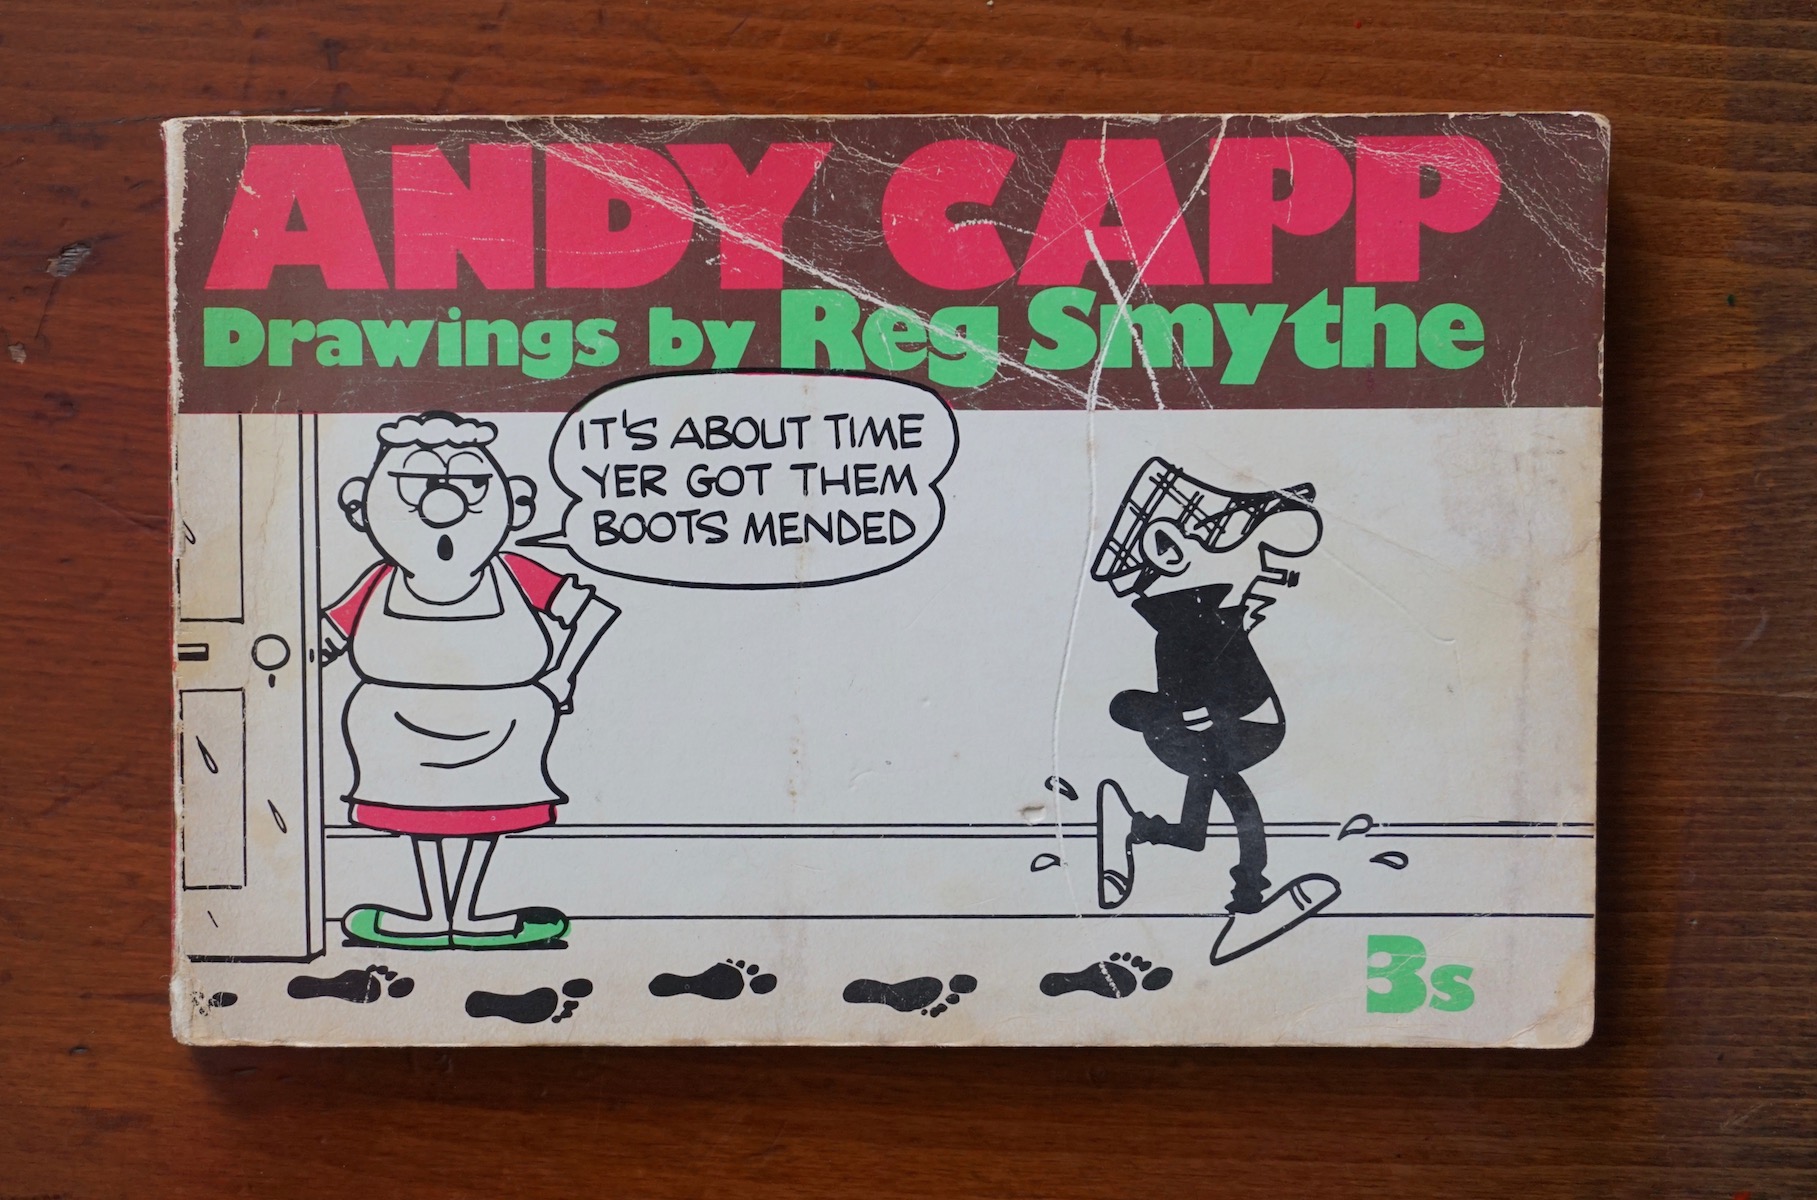 ANDY CAPP
Drawings by Reg Smythe
IT'S ABOUT TIME
YER GOT THEM
BOOTS MENDED
3s